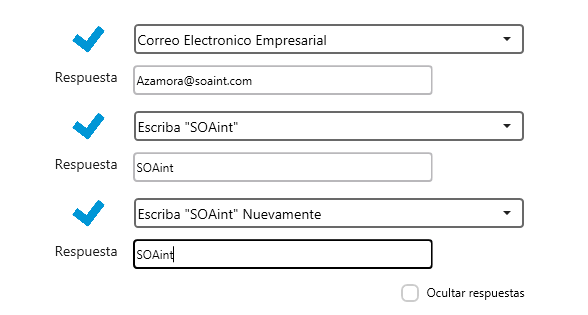 Correo Electronico Empresarial
Respuesta Azamora@soaint.com
Escriba "SOAint"
Respuesta SOAint
Escriba "SOAint" Nuevamente
Respuesta SOAint
Ocultar respuestas